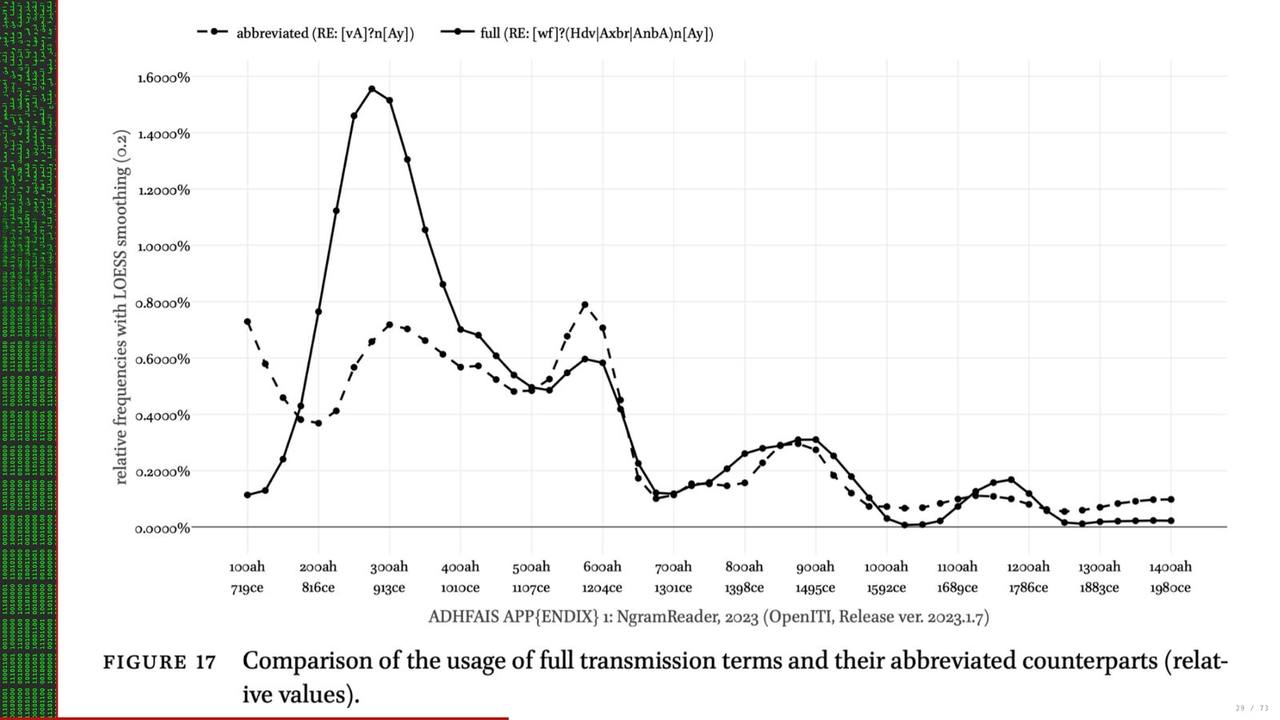 abbreviated (RE: [vA]?n[Ay]) full (RE: [wf]?(Hdv|Axbr|AnbA)n[Ay])
1.6000%
1.4000%
1.2000%
1.0000%
0.8000%
0.6000%
0.4000%
0.2000%
0.0000%
relative frequencies with LOESS smoothing (0.2)
100ah 200ah 300ah 400ah 500ah 600ah 700ah 800ah 900ah 1000ah 1100ah 1200ah 1300ah 1400ah
719ce 816ce 913ce 1010ce 1107ce 1204ce 1301ce 1398ce 1495ce 1592ce 1689ce 1786ce 1883ce 1980ce
ADHFAIS APP{ENDIX} 1: NgramReader, 2023 (OpenITI, Release ver. 2023.1.7)
FIGURE 17 Comparison of the usage of full transmission terms and their abbreviated counterparts (relat-
ive values).
29 / 73